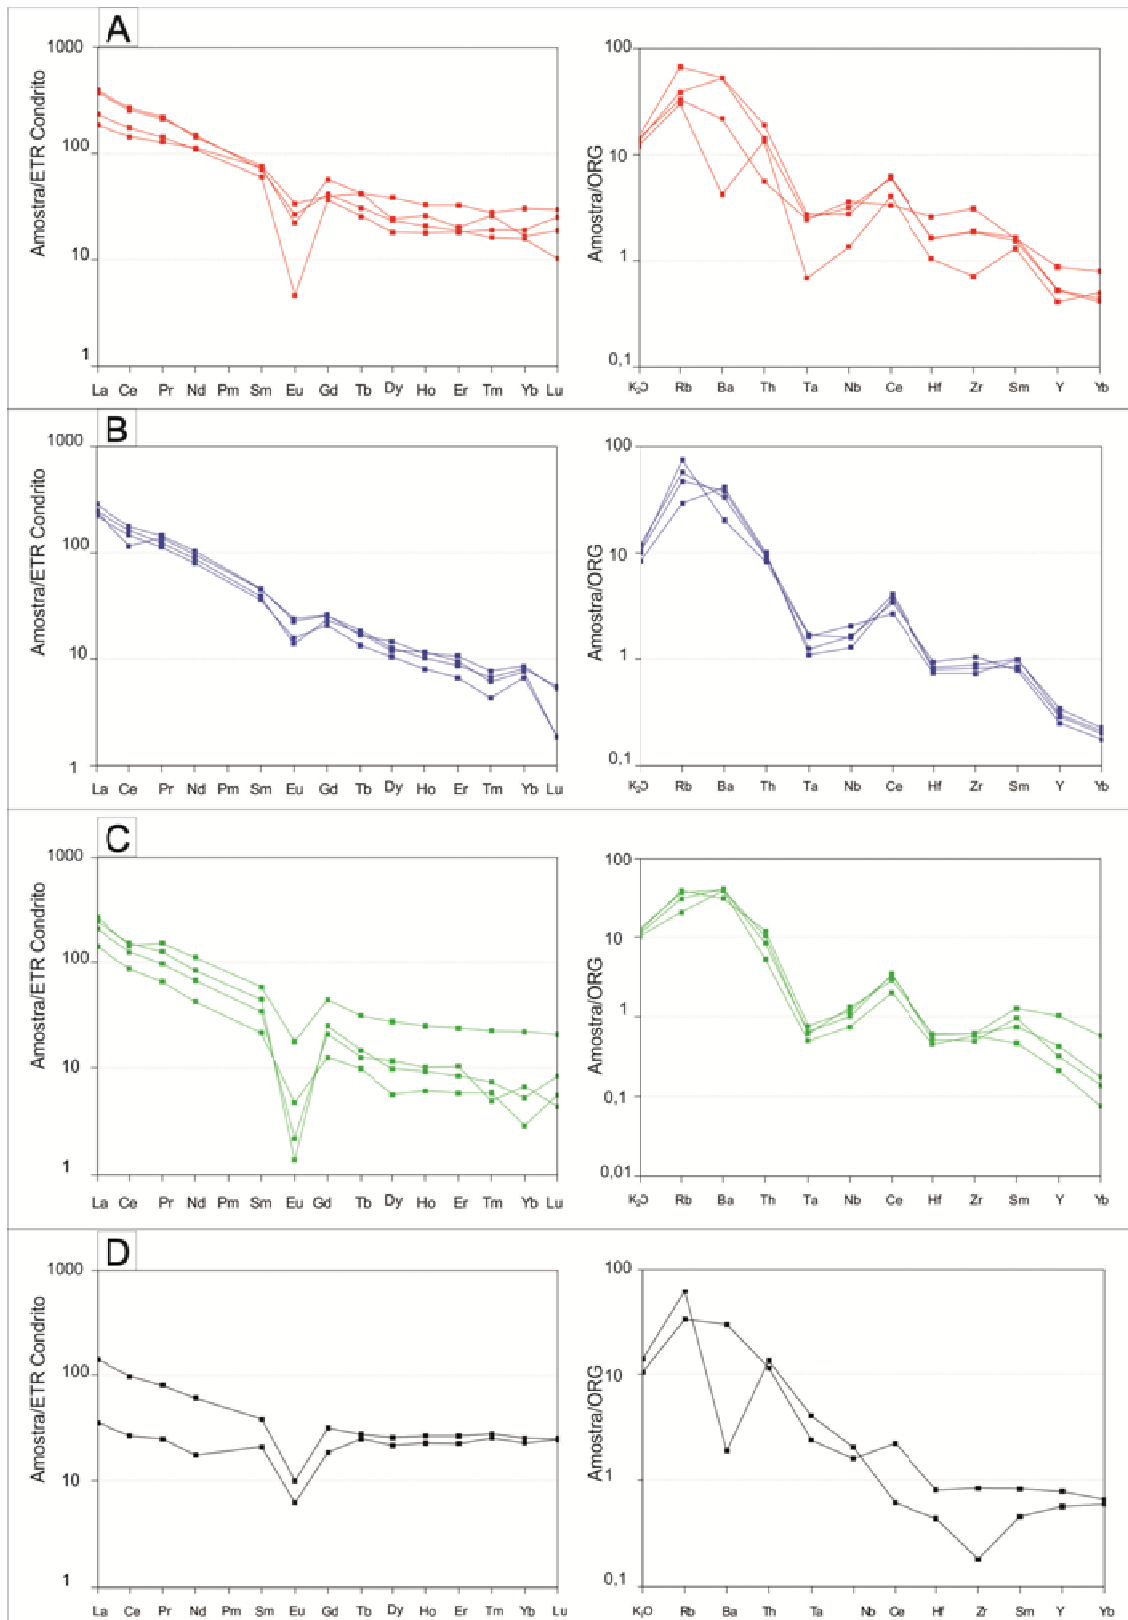 A
1000
100
10
1
Amostra/ETR Condrito
La Ce Pr Nd Pm Sm Eu Gd Tb Dy Ho Er Tm Yb Lu
100
10
1
0,1
Amostra/ORG
K₂O Rb Ba Th Ta Nb Ce Hf Zr Sm Y Yb
B
1000
100
10
1
Amostra/ETR Condrito
La Ce Pr Nd Pm Sm Eu Gd Tb Dy Ho Er Tm Yb Lu
100
10
1
0.1
Amostra/ORG
K₂O Rb Ba Th Ta Nb Ce Hf Zr Sm Y Yb
C
1000
100
10
1
Amostra/ETR Condrito
La Ce Pr Nd Pm Sm Eu Gd Tb Dy Ho Er Tm Yb Lu
100
10
1
0,1
0,01
Amostra/ORG
K₂O Rb Ba Th Ta Nb Ce Hf Zr Sm Y Yb
D
1000
100
10
1
Amostra/ETR Condrito
La Ce Pr Nd Pm Sm Eu Gd Tb Dy Ho Er Tm Yb Lu
100
10
1
0,1
Amostra/ORG
K₂O Rb Ba Th Ta Nb Ce Hf Zr Sm Y Yb